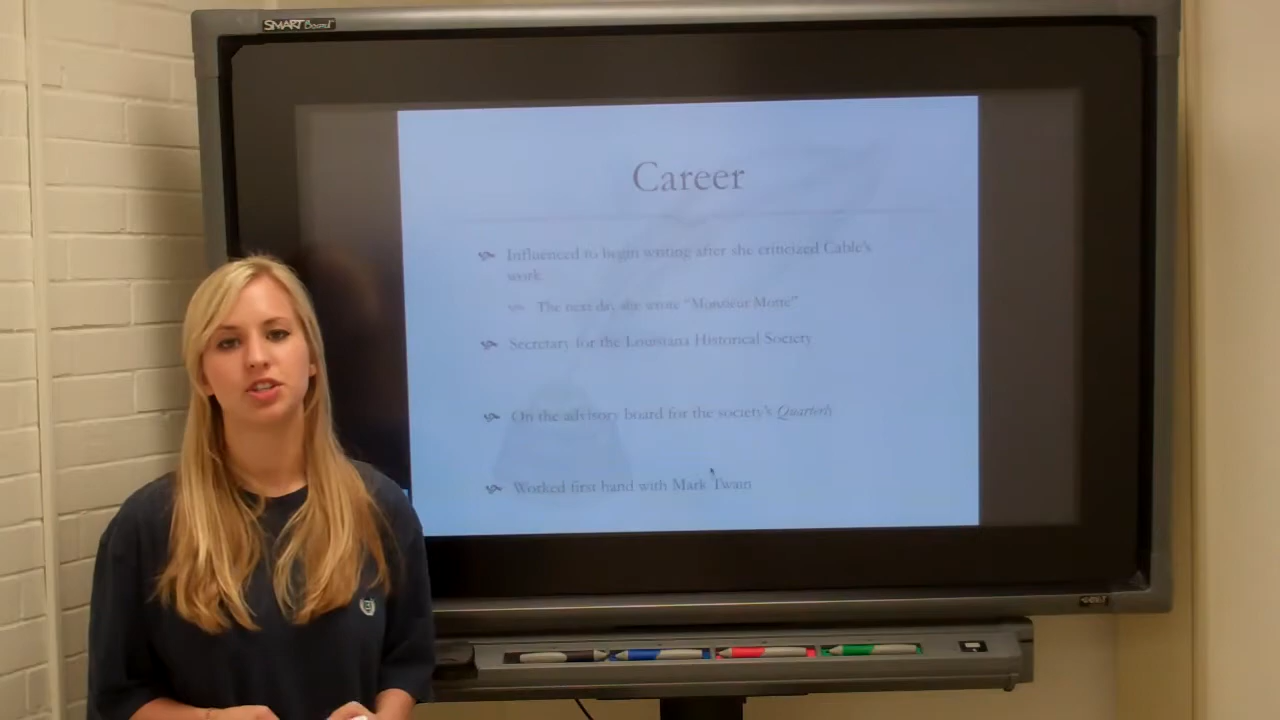 SMART Board
Career
Influenced to begin writing after she criticized Cable's
work
The next day she wrote "Monsieur Motte"
Secretary for the Louisiana Historical Society
On the advisory board for the society's Quarterly
Worked first hand with Mark Twain